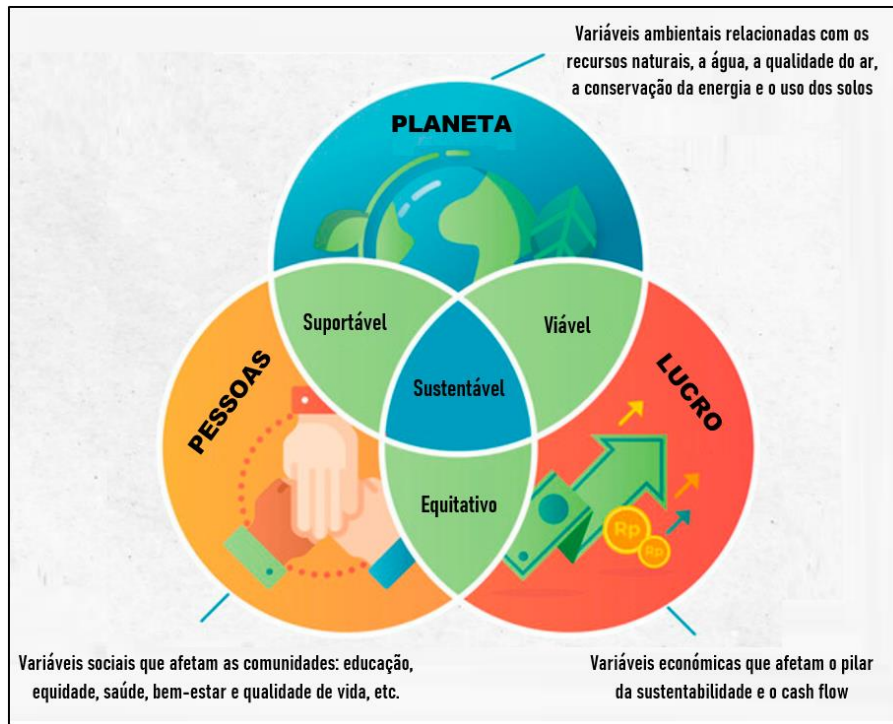 Variáveis ambientais relacionadas com os
recursos naturais, a água, a qualidade do ar,
a conservação da energia e o uso dos solos
PLANETA
Suportável
Viável
PESSOAS
LUCRO
Sustentável
Equitativo
Rp
Rp
Variáveis sociais que afetam as comunidades: educação,
equidade, saúde, bem-estar e qualidade de vida, etc.
Variáveis económicas que afetam o pilar
da sustentabilidade e o cash flow